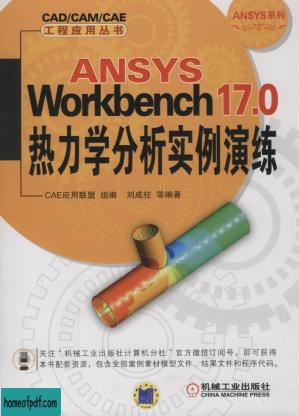 CAD/CAM/CAE
工程应用丛书
ANSYS系列
ANSYS
Workbench 17.0
热力学分析实例演练
CAE应用联盟 组编 刘成柱 等编著
关注“机械工业出版社计算机分社”官方微信订阅号，即可获得
本书配套资源，包含全部案例素材模型文件、结果文件和程序代码。
机械工业出版社
CHINA MACHINE PRESS
homeofpdf.com